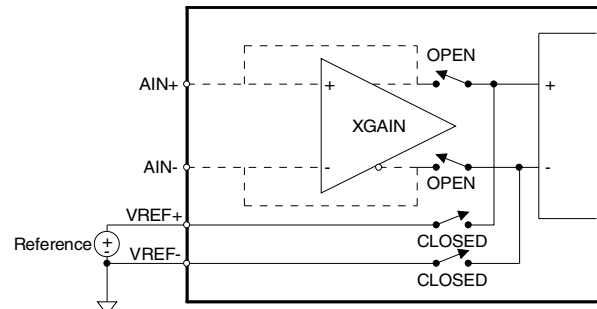 OPEN
AIN+
+
+
XGAIN
AIN-
-
-
OPEN
VREF+
CLOSED
Reference
+
-
VREF-
CLOSED